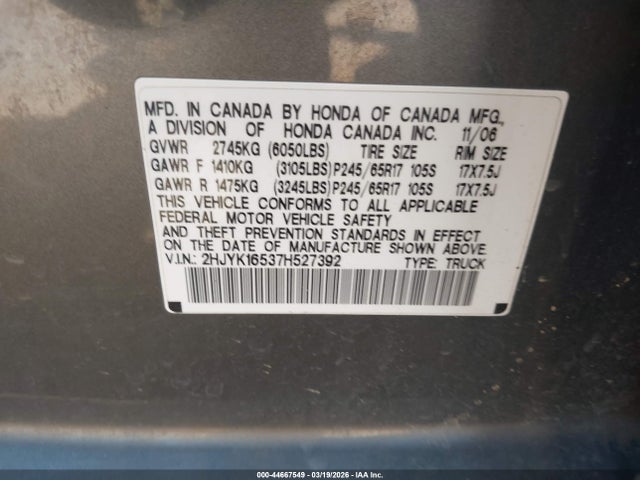 MFD. IN CANADA BY HONDA OF CANADA MFG.,
A DIVISION OF HONDA CANADA INC. 11/06
GVWR 2745KG (6050LBS) TIRE SIZE RIM SIZE
GAWR F 1410KG (3105LBS) P245/65R17 105S 17X7.5J
GAWR R 1475KG (3245LBS) P245/65R17 105S 17X7.5J
THIS VEHICLE CONFORMS TO ALL APPLICABLE
FEDERAL MOTOR VEHICLE SAFETY
AND THEFT PREVENTION STANDARDS IN EFFECT
ON THE DATE OF MANUFACTURE SHOWN ABOVE.
V.I.N.: 2HJYK16537H527392 TYPE: TRUCK
000-44667549 - 03/19/2026 - IAA Inc.